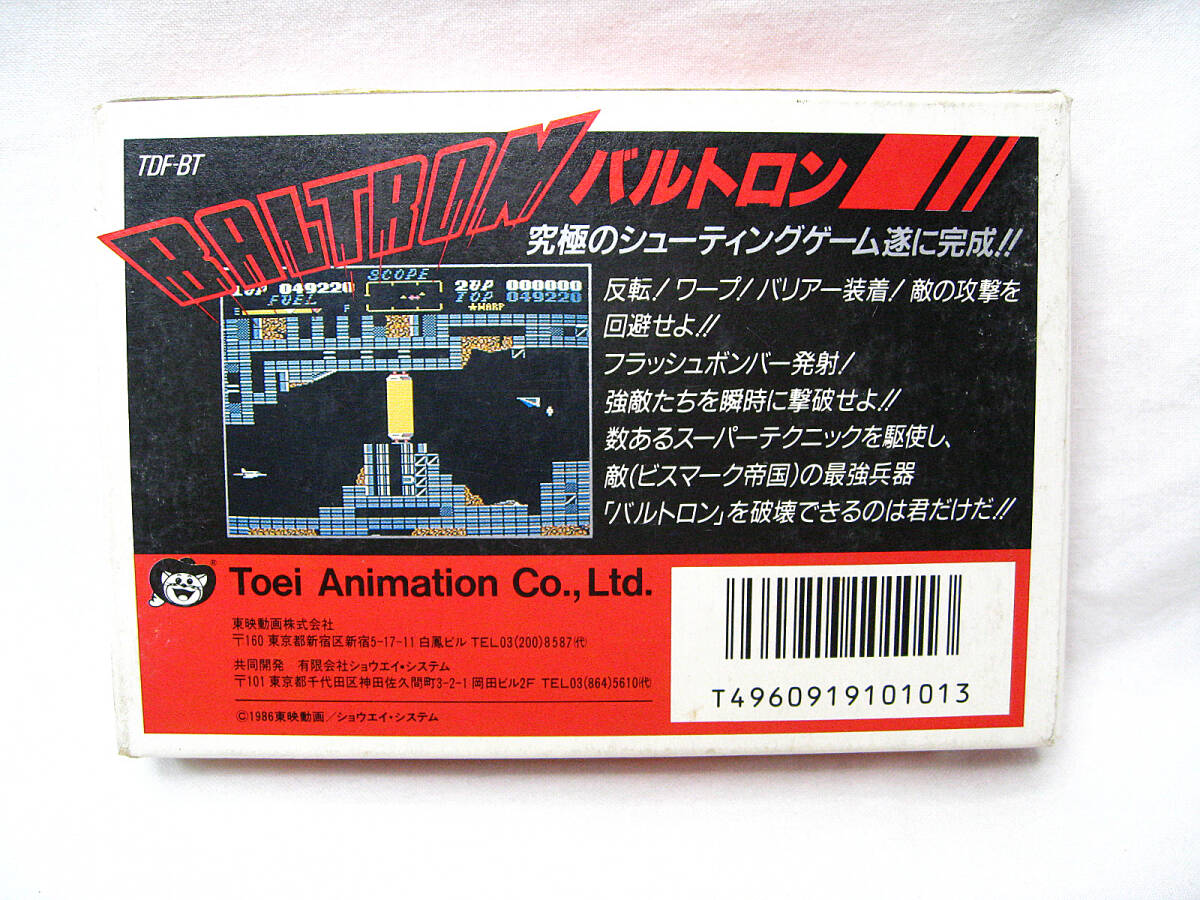 TDF-BT
BALTRON
バルトロン
究極のシューティングゲーム遂に完成!!
SCOPE
1UP 049220
2UP 000000
FUEL
TOP 049220
E F
★WARP
反転!ワープ!バリアー装着!敵の攻撃を
回避せよ!!
フラッシュボンバー発射!
強敵たちを瞬時に撃破せよ!!
数あるスーパーテクニックを駆使し、
敵(ビスマーク帝国)の最強兵器
「バルトロン」を破壊できるのは君だけだ!!
®
Toei Animation Co., Ltd.
東映動画株式会社
〒160 東京都新宿区新宿5-17-11 白鳳ビル TEL03(200)8587(代)
共同開発 有限会社ショウエイ・システム
〒101 東京都千代田区神田佐久間町3-2-1 岡田ビル2F TEL03(864)5610(代)
©1986東映動画/ショウエイ・システム
T4960919101013